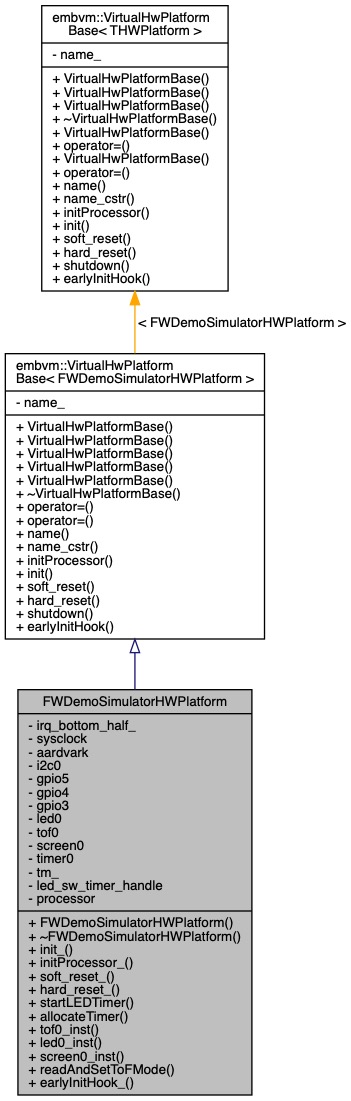 embvm::VirtualHwPlatform
Base< THWPlatform >
- name_
+ VirtualHwPlatformBase()
+ VirtualHwPlatformBase()
+ VirtualHwPlatformBase()
+ ~VirtualHwPlatformBase()
+ VirtualHwPlatformBase()
+ operator=()
+ VirtualHwPlatformBase()
+ operator=()
+ name()
+ name_cstr()
+ initProcessor()
+ init()
+ soft_reset()
+ hard_reset()
+ shutdown()
+ earlyInitHook()
< FWDemoSimulatorHWPlatform >
embvm::VirtualHwPlatform
Base< FWDemoSimulatorHWPlatform >
- name_
+ VirtualHwPlatformBase()
+ VirtualHwPlatformBase()
+ VirtualHwPlatformBase()
+ VirtualHwPlatformBase()
+ VirtualHwPlatformBase()
+ ~VirtualHwPlatformBase()
+ operator=()
+ operator=()
+ name()
+ name_cstr()
+ initProcessor()
+ init()
+ soft_reset()
+ hard_reset()
+ shutdown()
+ earlyInitHook()
FWDemoSimulatorHWPlatform
- irq_bottom_half_
- sysclock
- aardvark
- i2c0
- gpio5
- gpio4
- gpio3
- led0
- tof0
- screen0
- timer0
- tm_
- led_sw_timer_handle
- processor
+ FWDemoSimulatorHWPlatform()
+ ~FWDemoSimulatorHWPlatform()
+ init_()
+ initProcessor_()
+ soft_reset_()
+ hard_reset_()
+ startLEDTimer()
+ allocateTimer()
+ tof0_inst()
+ led0_inst()
+ screen0_inst()
+ readAndSetToFMode()
+ earlyInitHook_()